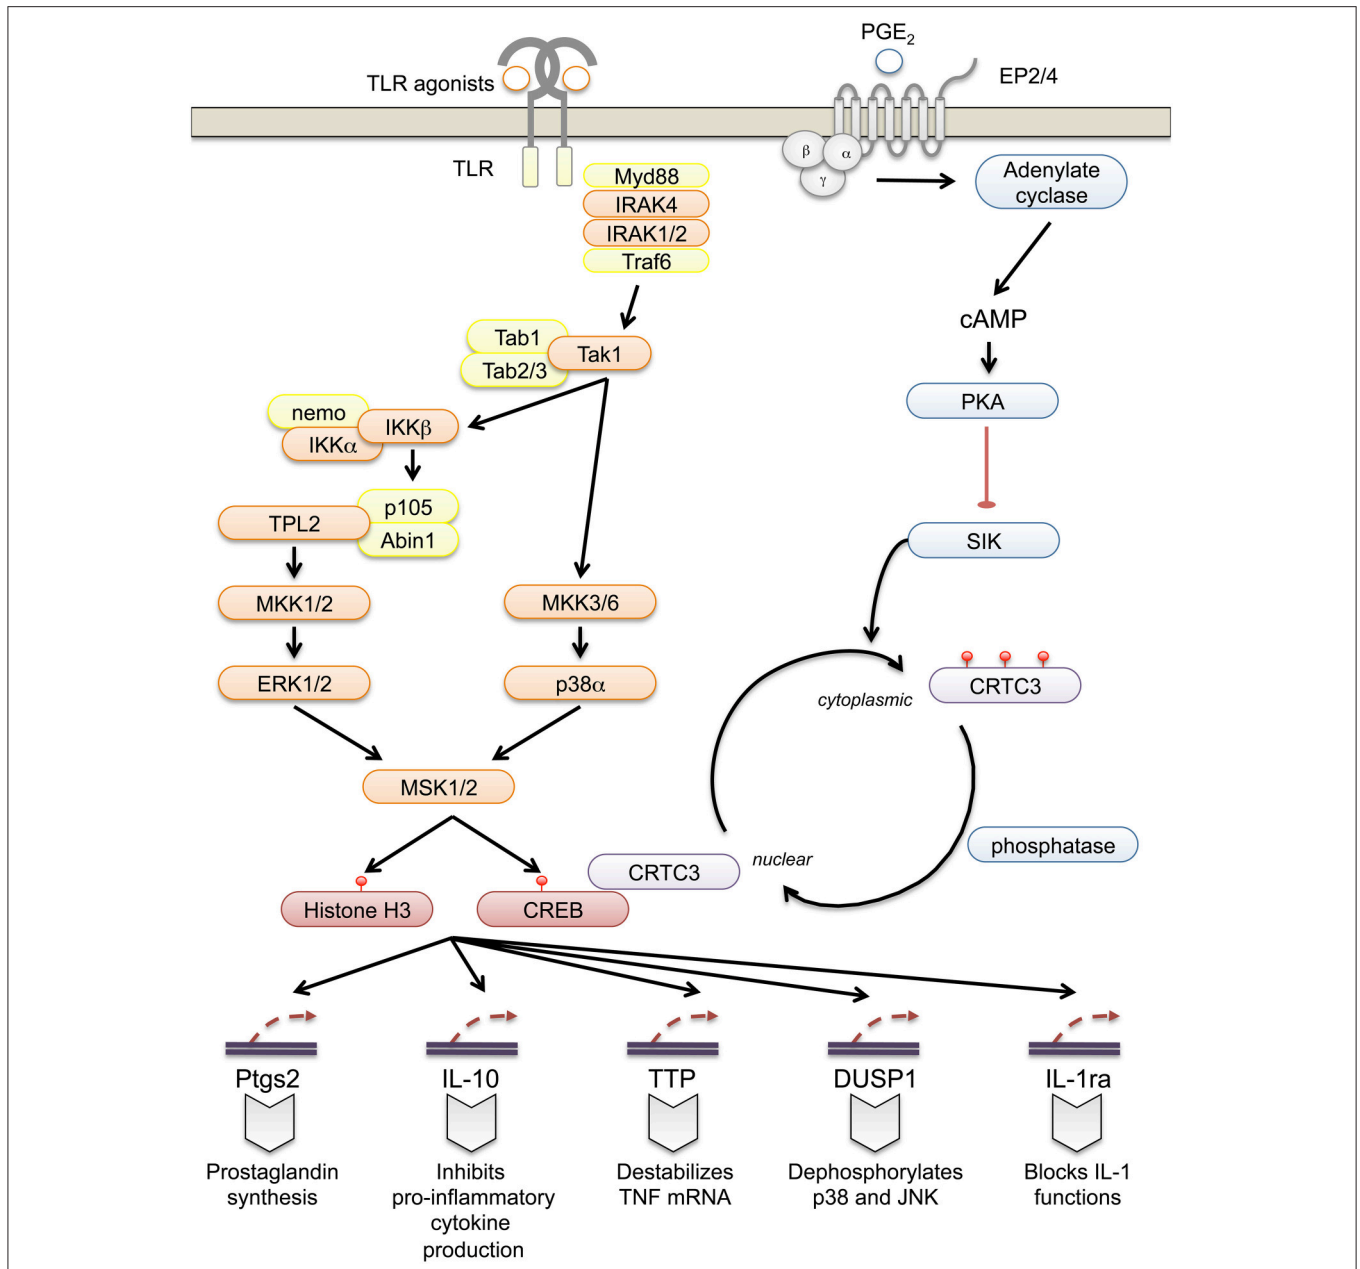 PGE2
TLR agonists
EP2/4
TLR
β
α
γ
Adenylate
cyclase
Myd88
IRAK4
IRAK1/2
Traf6
cAMP
Tab1
Tab2/3
Tak1
PKA
nemo
IKKα
IKKβ
p105
Abin1
TPL2
SIK
MKK1/2
MKK3/6
ERK1/2
p38α
cytoplasmic
CRTC3
MSK1/2
phosphatase
nuclear
CRTC3
Histone H3
CREB
Ptgs2
IL-10
TTP
DUSP1
IL-1ra
Prostaglandin
synthesis
Inhibits
pro-inflammatory
cytokine
production
Destabilizes
TNF mRNA
Dephosphorylates
p38 and JNK
Blocks IL-1
functions